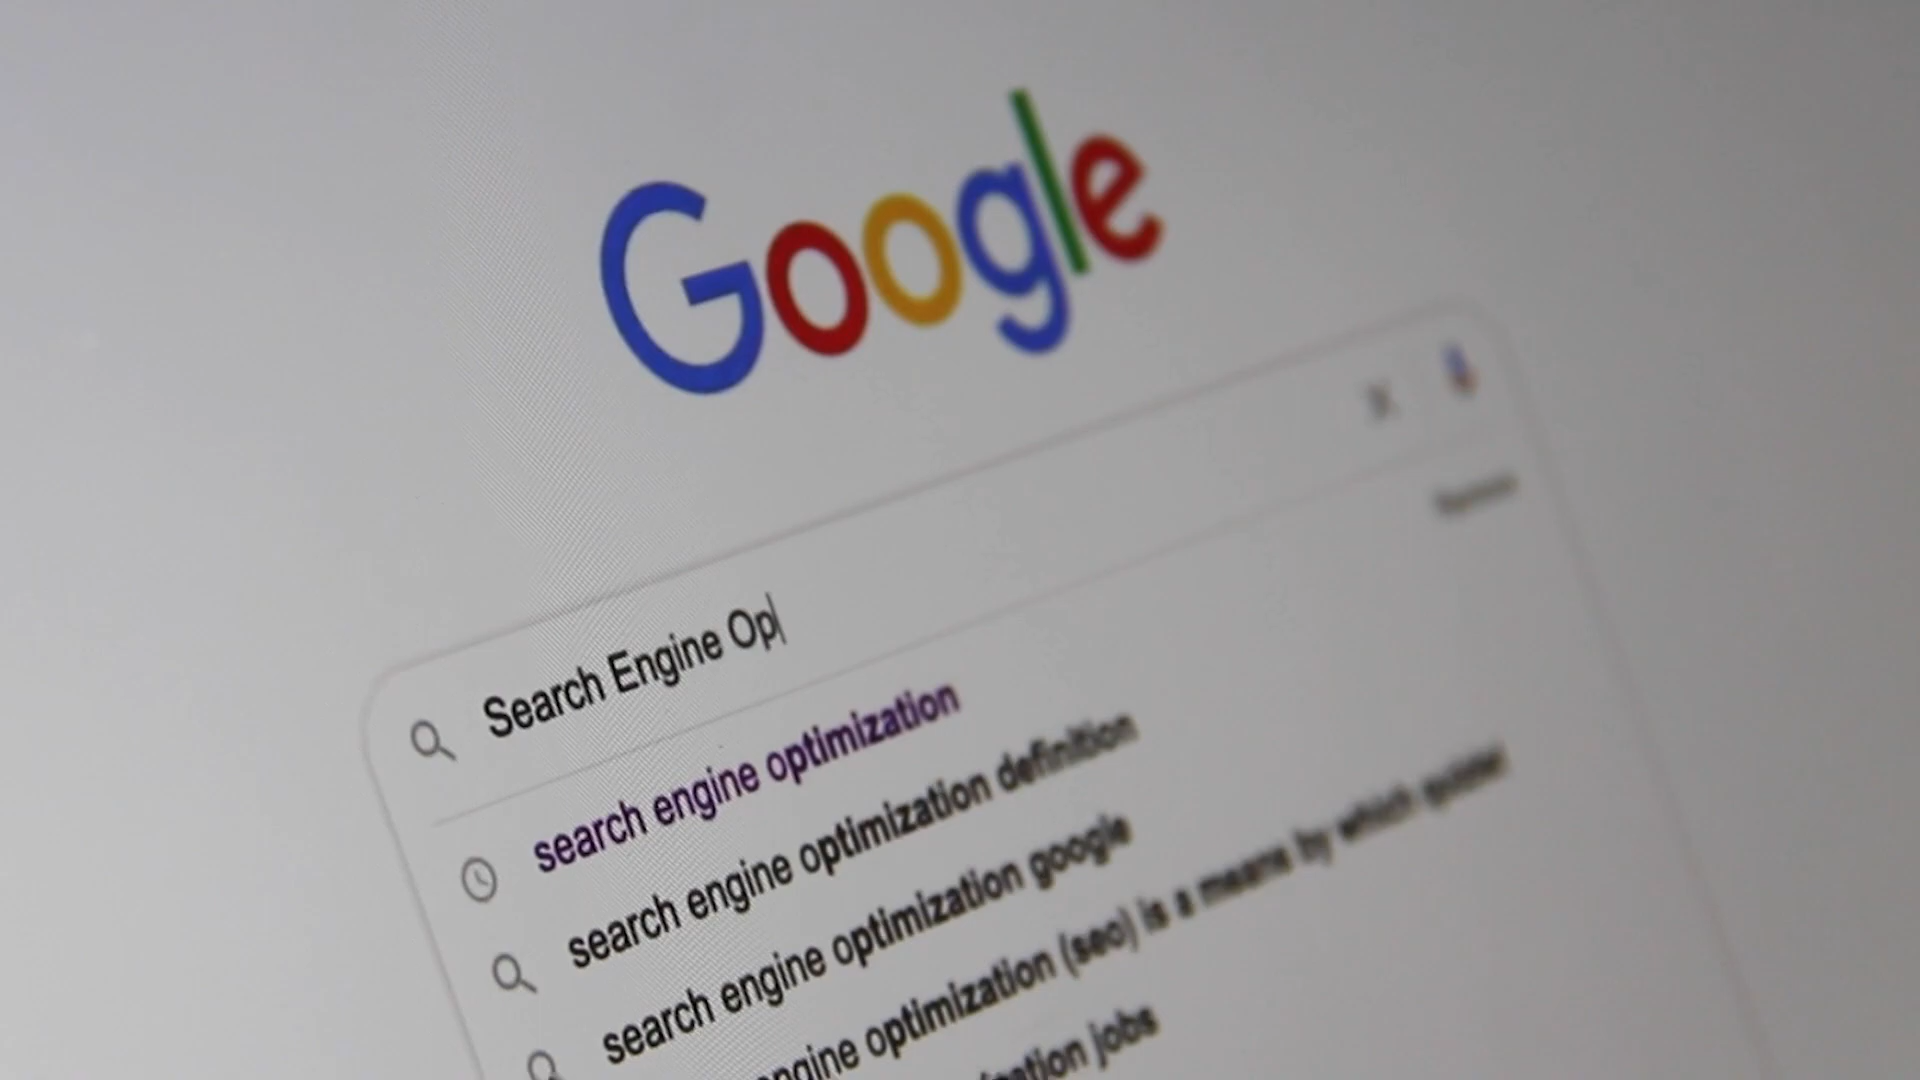 Google
Search Engine Op
search engine optimization
search engine optimization definition
search engine optimization google
engine optimization (seo) is a means by which
jobs